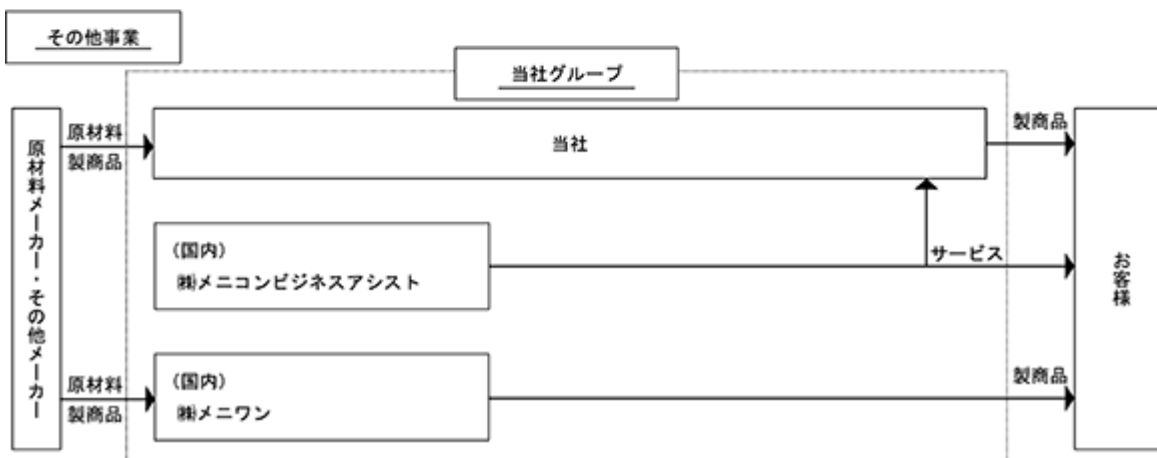 その他事業
当社グループ
原材料メーカー・その他メーカー
原材料
製商品
当社
製商品
お客様
(国内)
㈱メニコンビジネスアシスト
サービス
原材料
製商品
(国内)
㈱メニワン
製商品